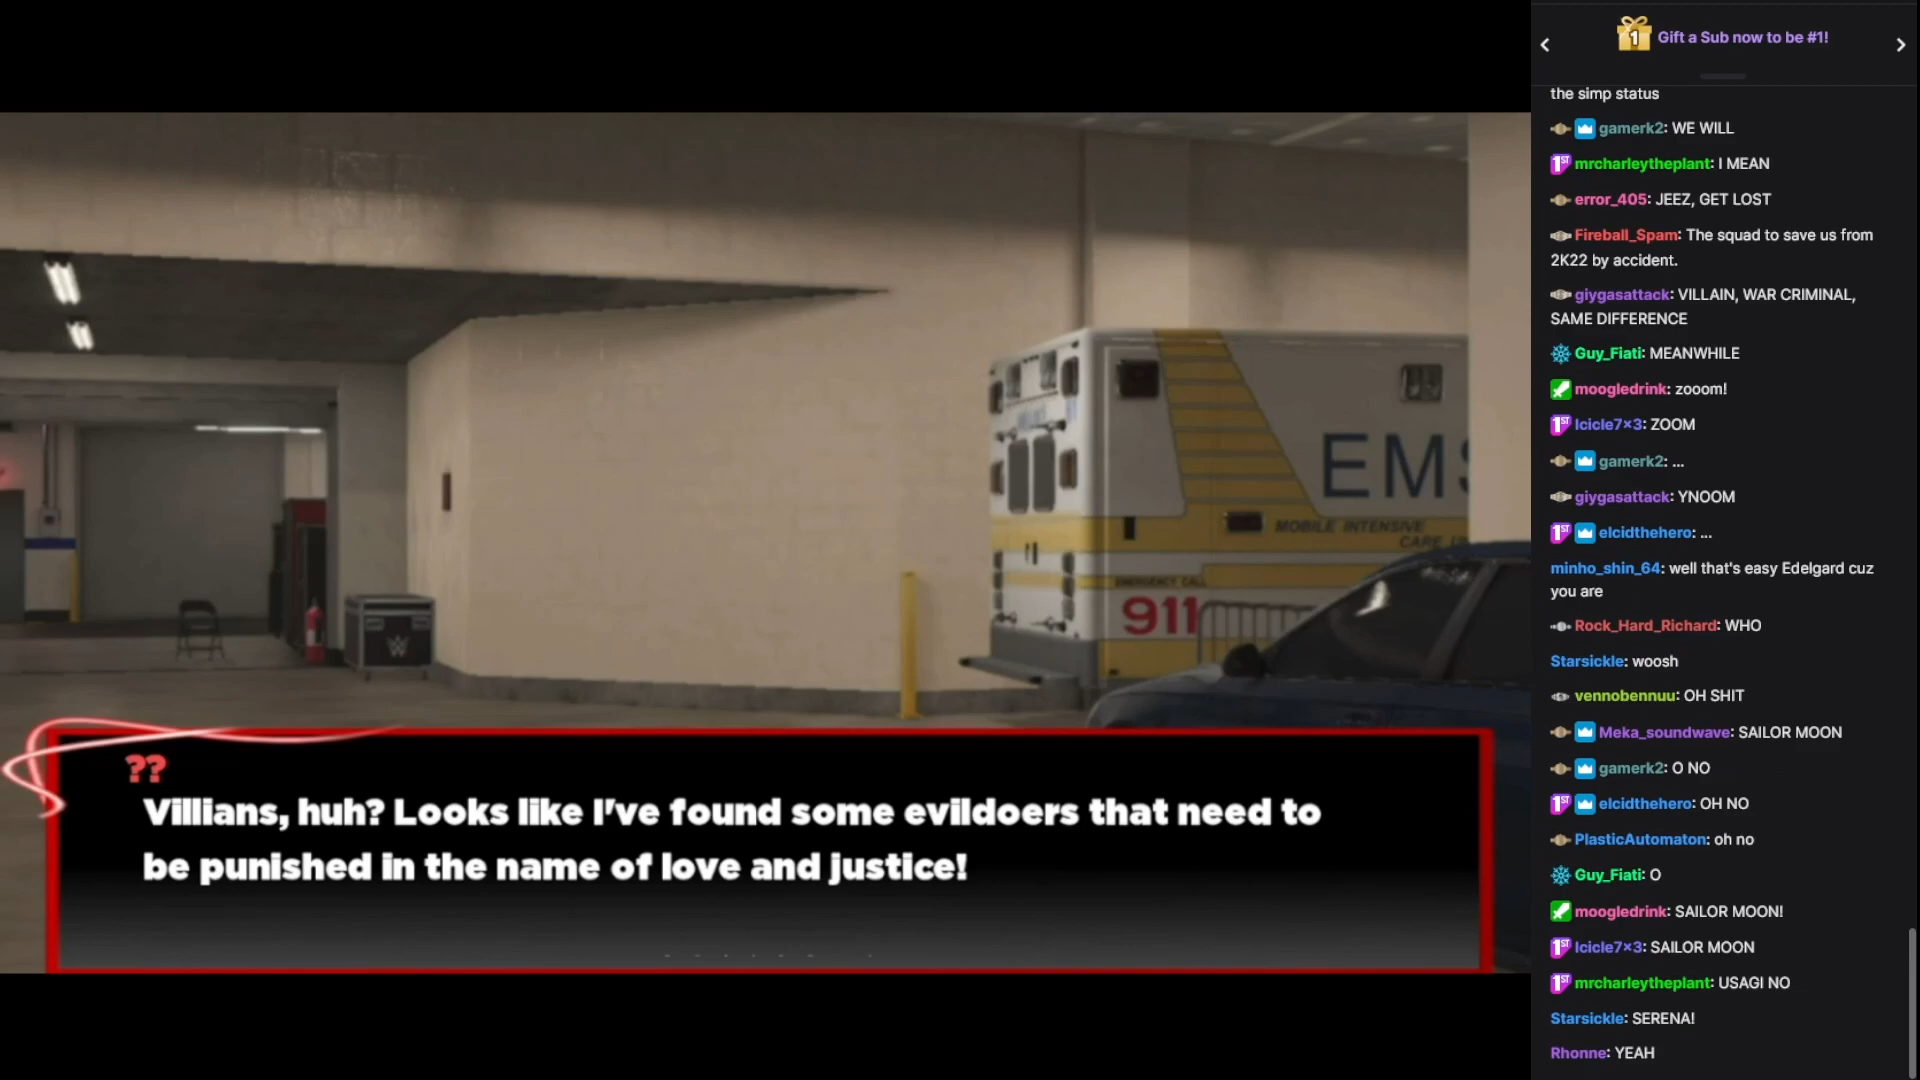 Gift a Sub now to be #1!
the simp status
gamerk2: WE WILL
mrcharleytheplant: I MEAN
error_405: JEEZ, GET LOST
Fireball_Spam: The squad to save us from
2K22 by accident.
giygasattack: VILLAIN, WAR CRIMINAL,
SAME DIFFERENCE
Guy_Fiati: MEANWHILE
moogledrink: zooom!
Icicle7x3: ZOOM
gamerk2: ...
giygasattack: YNOOM
elcidthehero: ...
minho_shin_64: well that's easy Edelgard cuz
you are
Rock_Hard_Richard: WHO
Starsickle: woosh
vennobennuu: OH SHIT
Meka_soundwave: SAILOR MOON
gamerk2: O NO
elcidthehero: OH NO
PlasticAutomaton: oh no
Guy_Fiati: O
moogledrink: SAILOR MOON!
Icicle7x3: SAILOR MOON
mrcharleytheplant: USAGI NO
Starsickle: SERENA!
Rhonne: YEAH
EMS
MOBILE INTENSIVE
CARE
EMERGENCY CALL
911
W
??
Villians, huh? Looks like I've found some evildoers that need to
be punished in the name of love and justice!